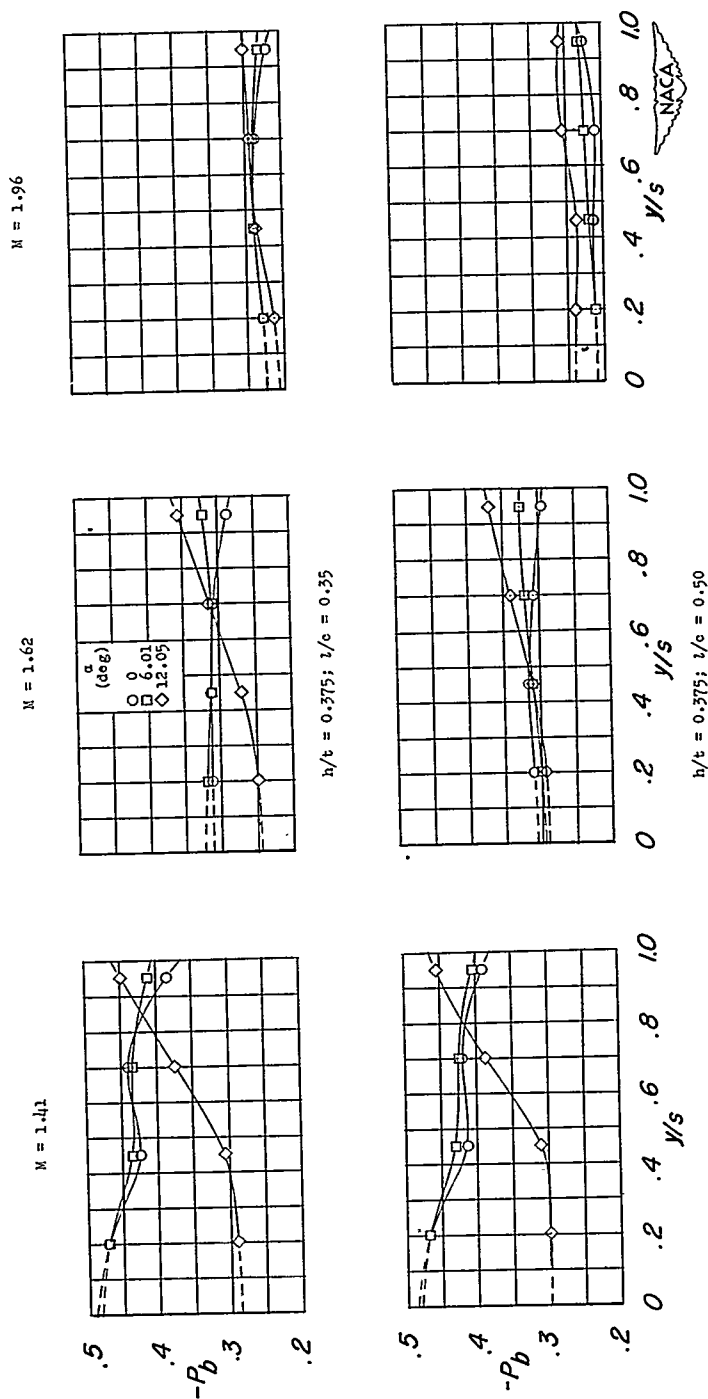 M = 1.41
M = 1.62
M = 1.96
α
(deg)
0
6.01
12.05
.5
.4
-Pb
.3
.2
h/t = 0.375; l/c = 0.35
.5
.4
-Pb
.3
.2
0 .2 .4 .6 .8 1.0
y/s
0 .2 .4 .6 .8 1.0
y/s
0 .2 .4 .6 .8 1.0
y/s
h/t = 0.375; l/c = 0.50
NACA